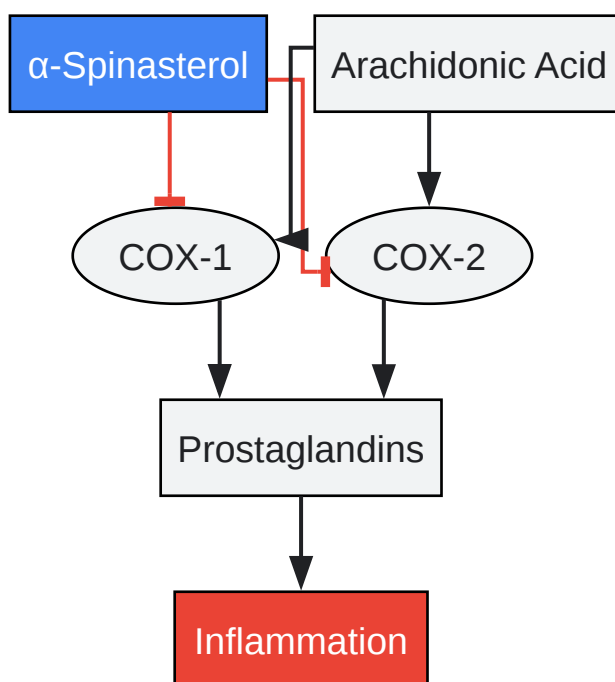 α-Spinasterol
Arachidonic Acid
COX-1
COX-2
Prostaglandins
Inflammation